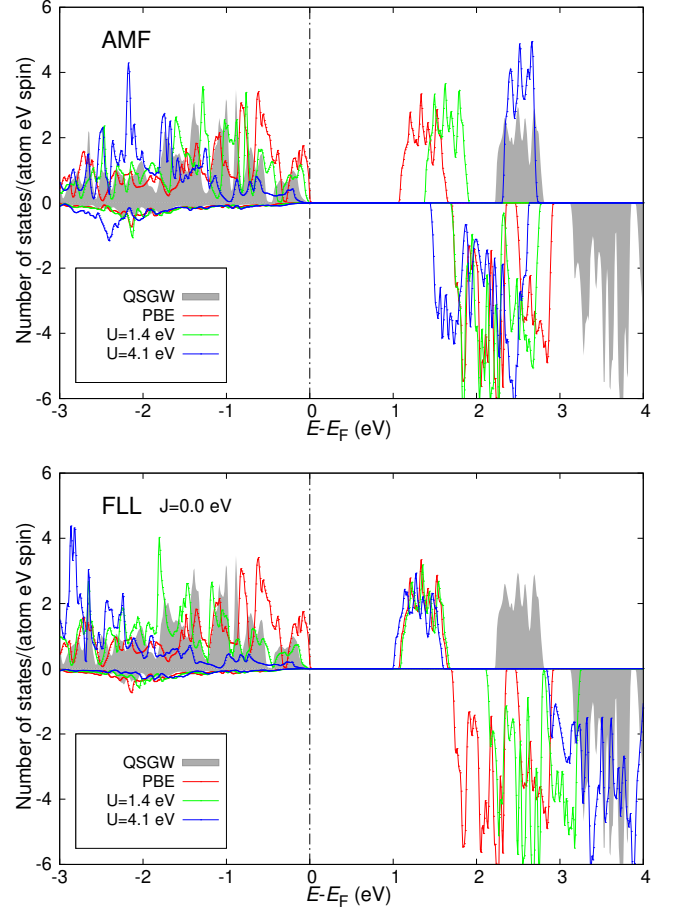 AMF
6
4
2
0
-2
-4
-6
Number of states/(atom eV spin)
QSGW
PBE
U=1.4 eV
U=4.1 eV
-3 -2 -1 0 1 2 3 4
E-E_F (eV)
FLL J=0.0 eV
6
4
2
0
-2
-4
-6
Number of states/(atom eV spin)
QSGW
PBE
U=1.4 eV
U=4.1 eV
-3 -2 -1 0 1 2 3 4
E-E_F (eV)